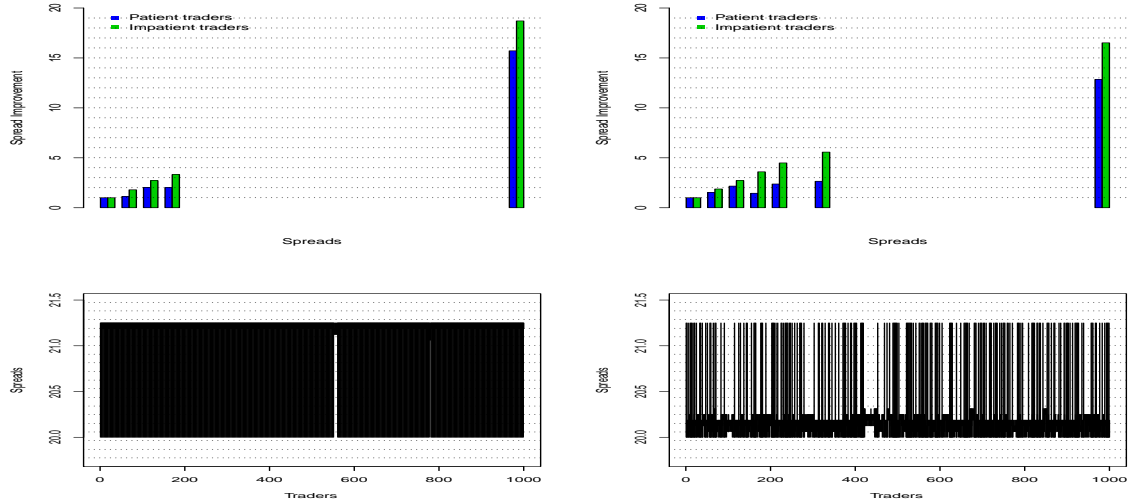 Patient traders
Impatient traders
Spread Improvement
0 5 10 15 20
Spreads
Patient traders
Impatient traders
Spread Improvement
0 5 10 15 20
Spreads
Spreads
20.0 20.5 21.0 21.5
0 200 400 600 800 1000
Traders
Spreads
20.0 20.5 21.0 21.5
0 200 400 600 800 1000
Traders